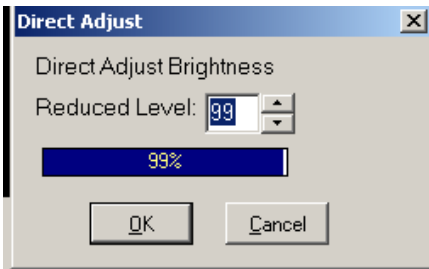 Direct Adjust
Direct Adjust Brightness
Reduced Level: 99
99%
OK Cancel